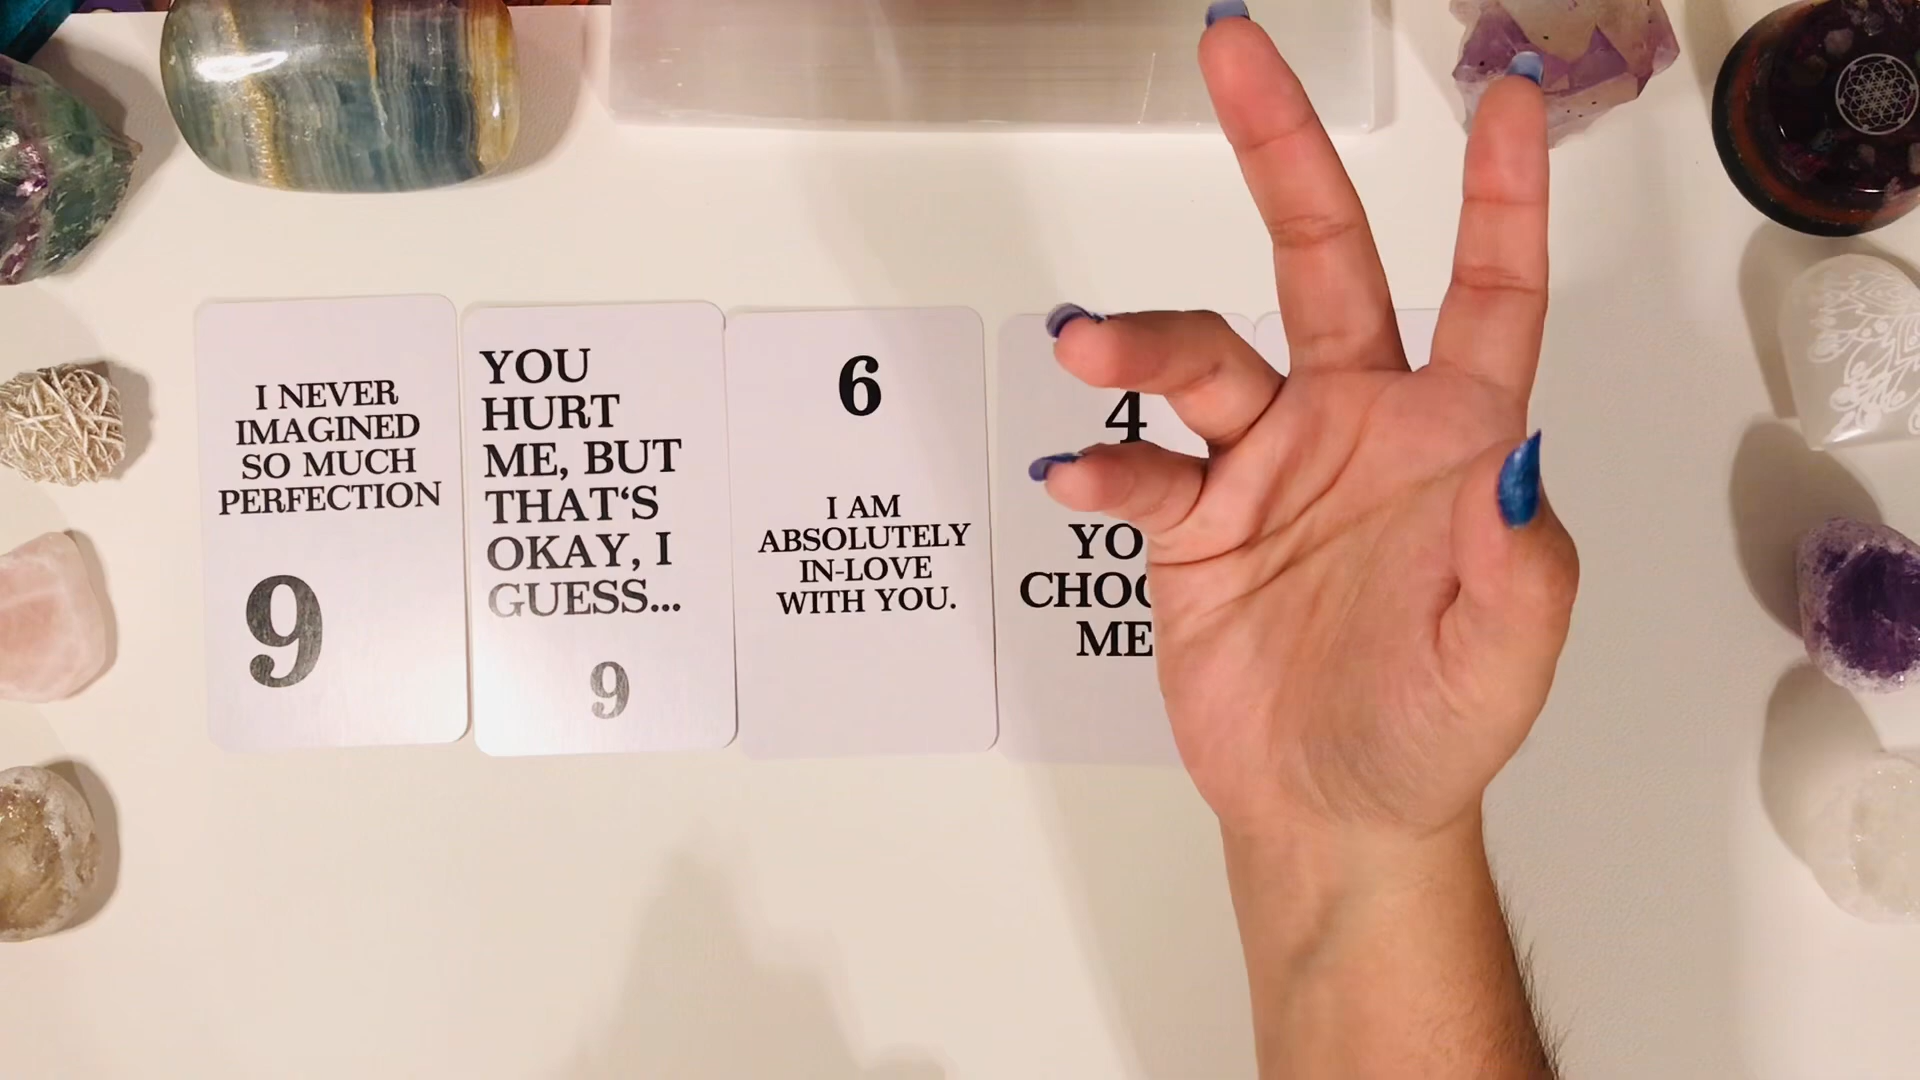 I NEVER
IMAGINED
SO MUCH
PERFECTION
9
YOU
HURT
ME, BUT
THAT‘S
OKAY, I
GUESS...
9
6
I AM
ABSOLUTELY
IN-LOVE
WITH YOU.
4
ME